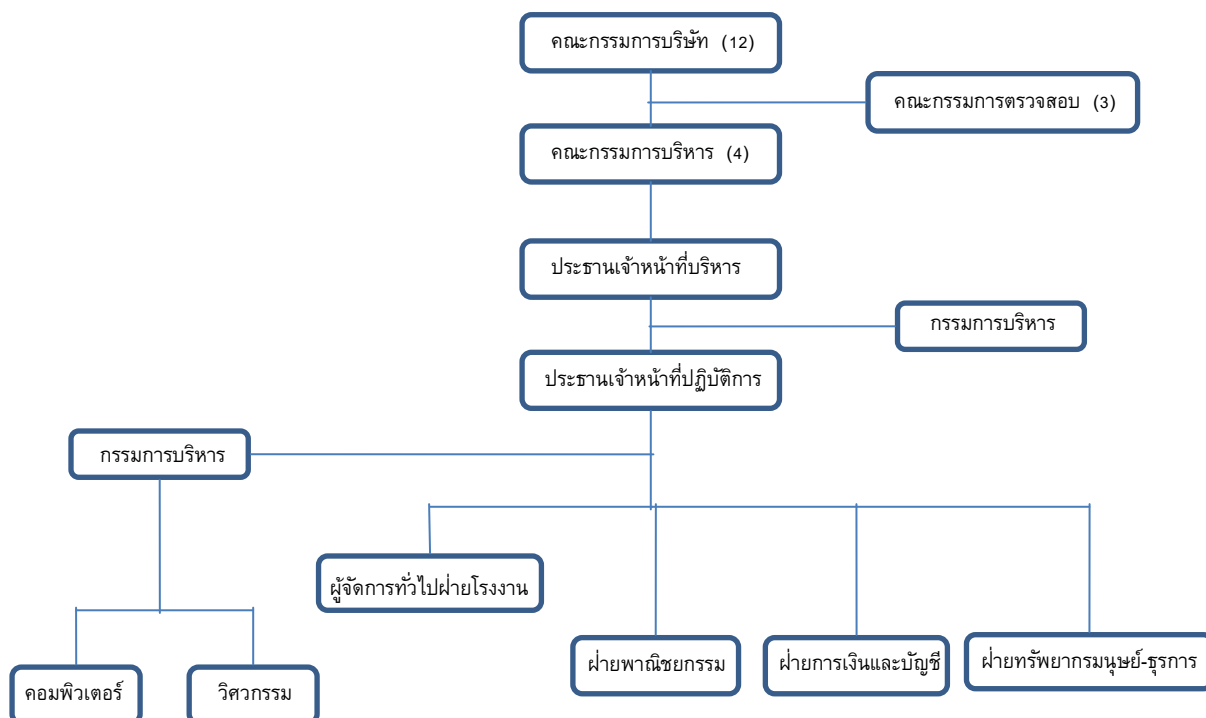 คณะกรรมการบริษัท (12)
คณะกรรมการตรวจสอบ (3)
คณะกรรมการบริหาร (4)
ประธานเจ้าหน้าที่บริหาร
กรรมการบริหาร
ประธานเจ้าหน้าที่ปฏิบัติการ
กรรมการบริหาร
ผู้จัดการทั่วไปฝ่ายโรงงาน
ฝ่ายพาณิชยกรรม
ฝ่ายการเงินและบัญชี
ฝ่ายทรัพยากรมนุษย์-ธุรการ
คอมพิวเตอร์
วิศวกรรม